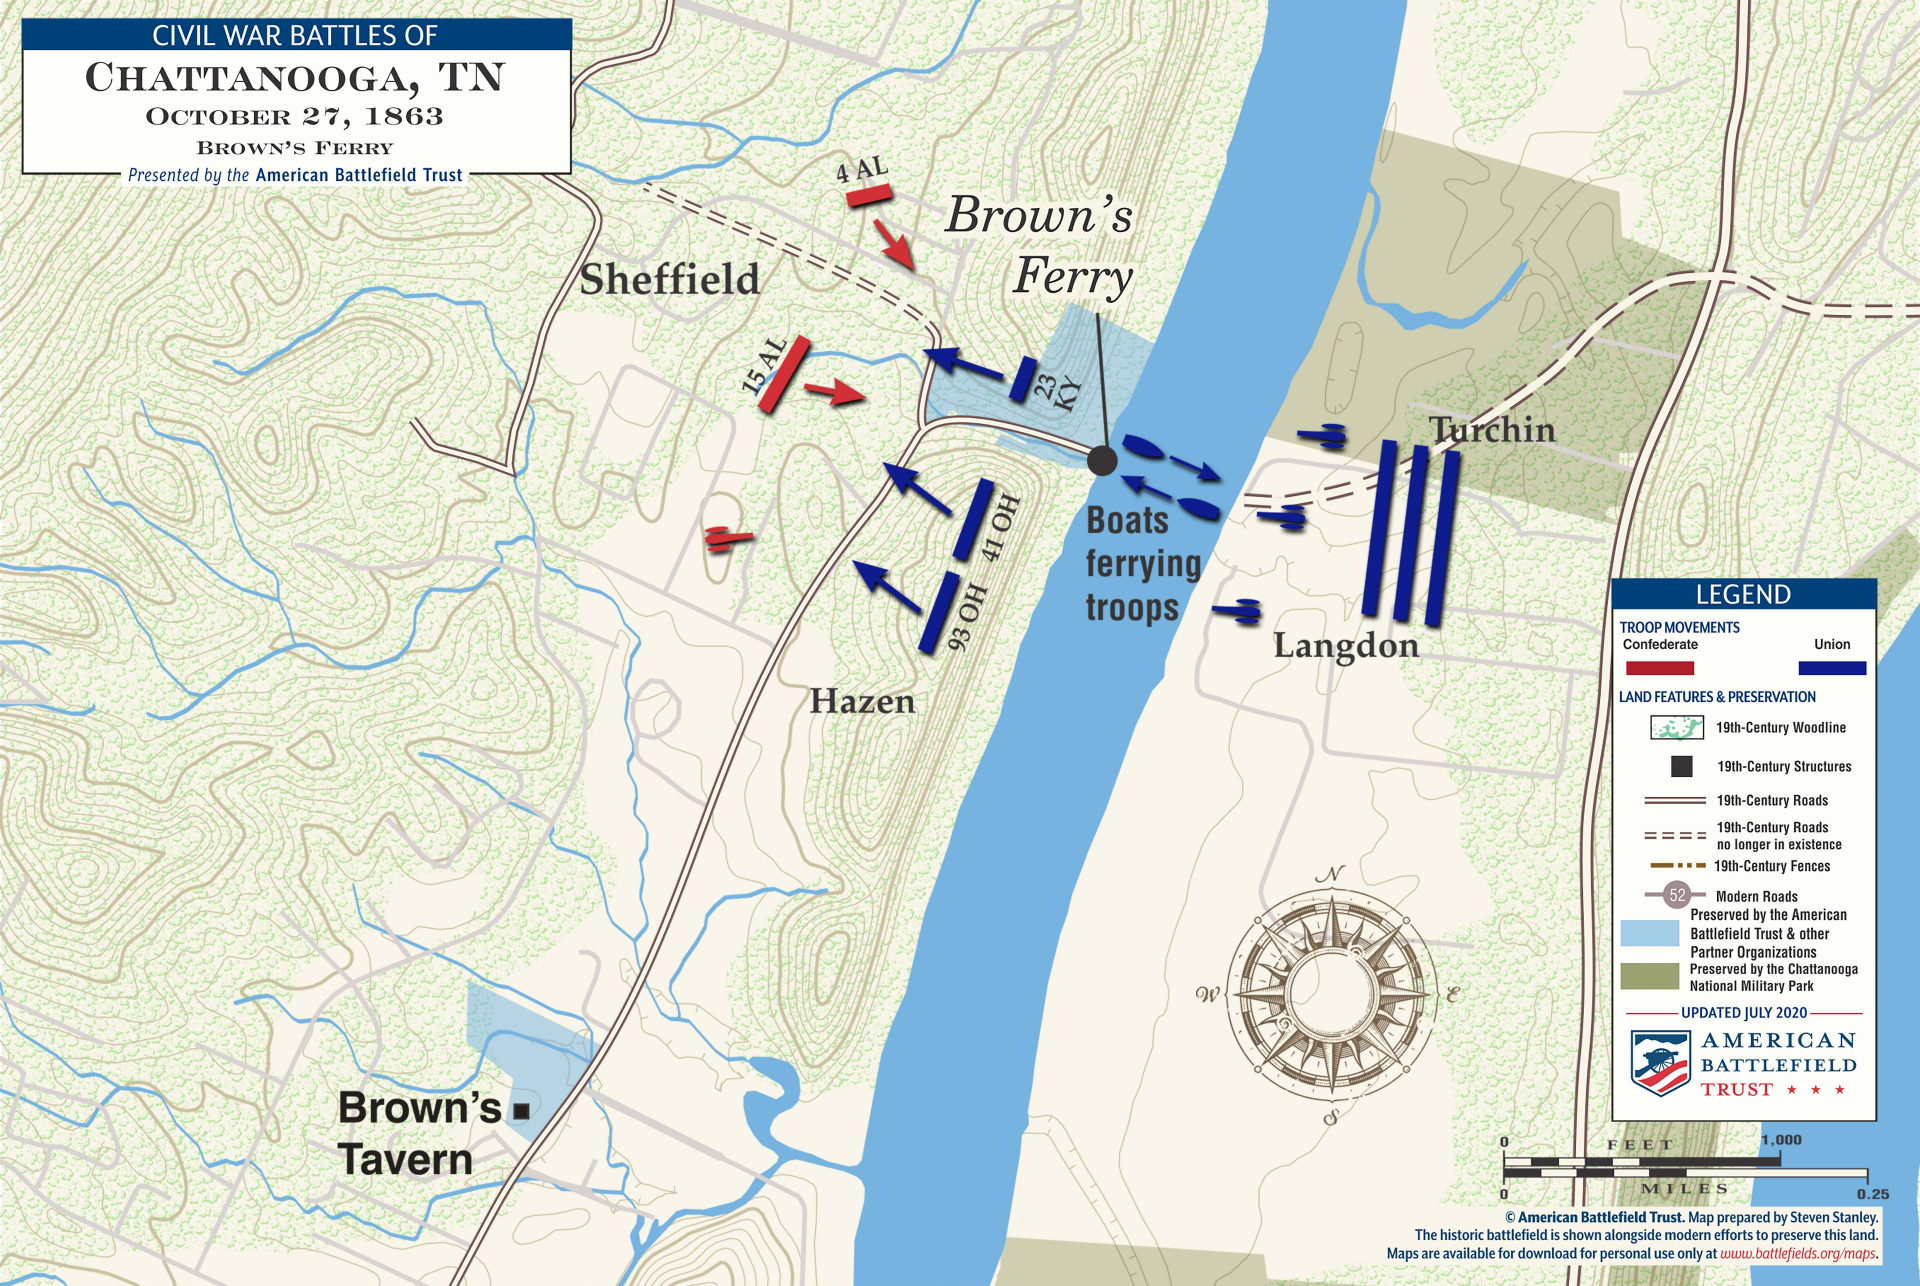 CIVIL WAR BATTLES OF
CHATTANOOGA, TN
OCTOBER 27, 1863
BROWN'S FERRY
Presented by the American Battlefield Trust
4 AL
Brown's
Ferry
Sheffield
15 AL
23
KY
Turchin
41 OH
Boats
ferrying
troops
93 OH
Langdon
Hazen
Brown's
Tavern
N
W
E
S
LEGEND
TROOP MOVEMENTS
Confederate
Union
LAND FEATURES & PRESERVATION
19th-Century Woodline
19th-Century Structures
19th-Century Roads
19th-Century Roads
no longer in existence
19th-Century Fences
52
Modern Roads
Preserved by the American
Battlefield Trust & other
Partner Organizations
Preserved by the Chattanooga
National Military Park
UPDATED JULY 2020
AMERICAN
BATTLEFIELD
TRUST
0 FEET 1,000
0 MILES 0.25
© American Battlefield Trust. Map prepared by Steven Stanley.
The historic battlefield is shown alongside modern efforts to preserve this land.
Maps are available for download for personal use only at www.battlefields.org/maps.